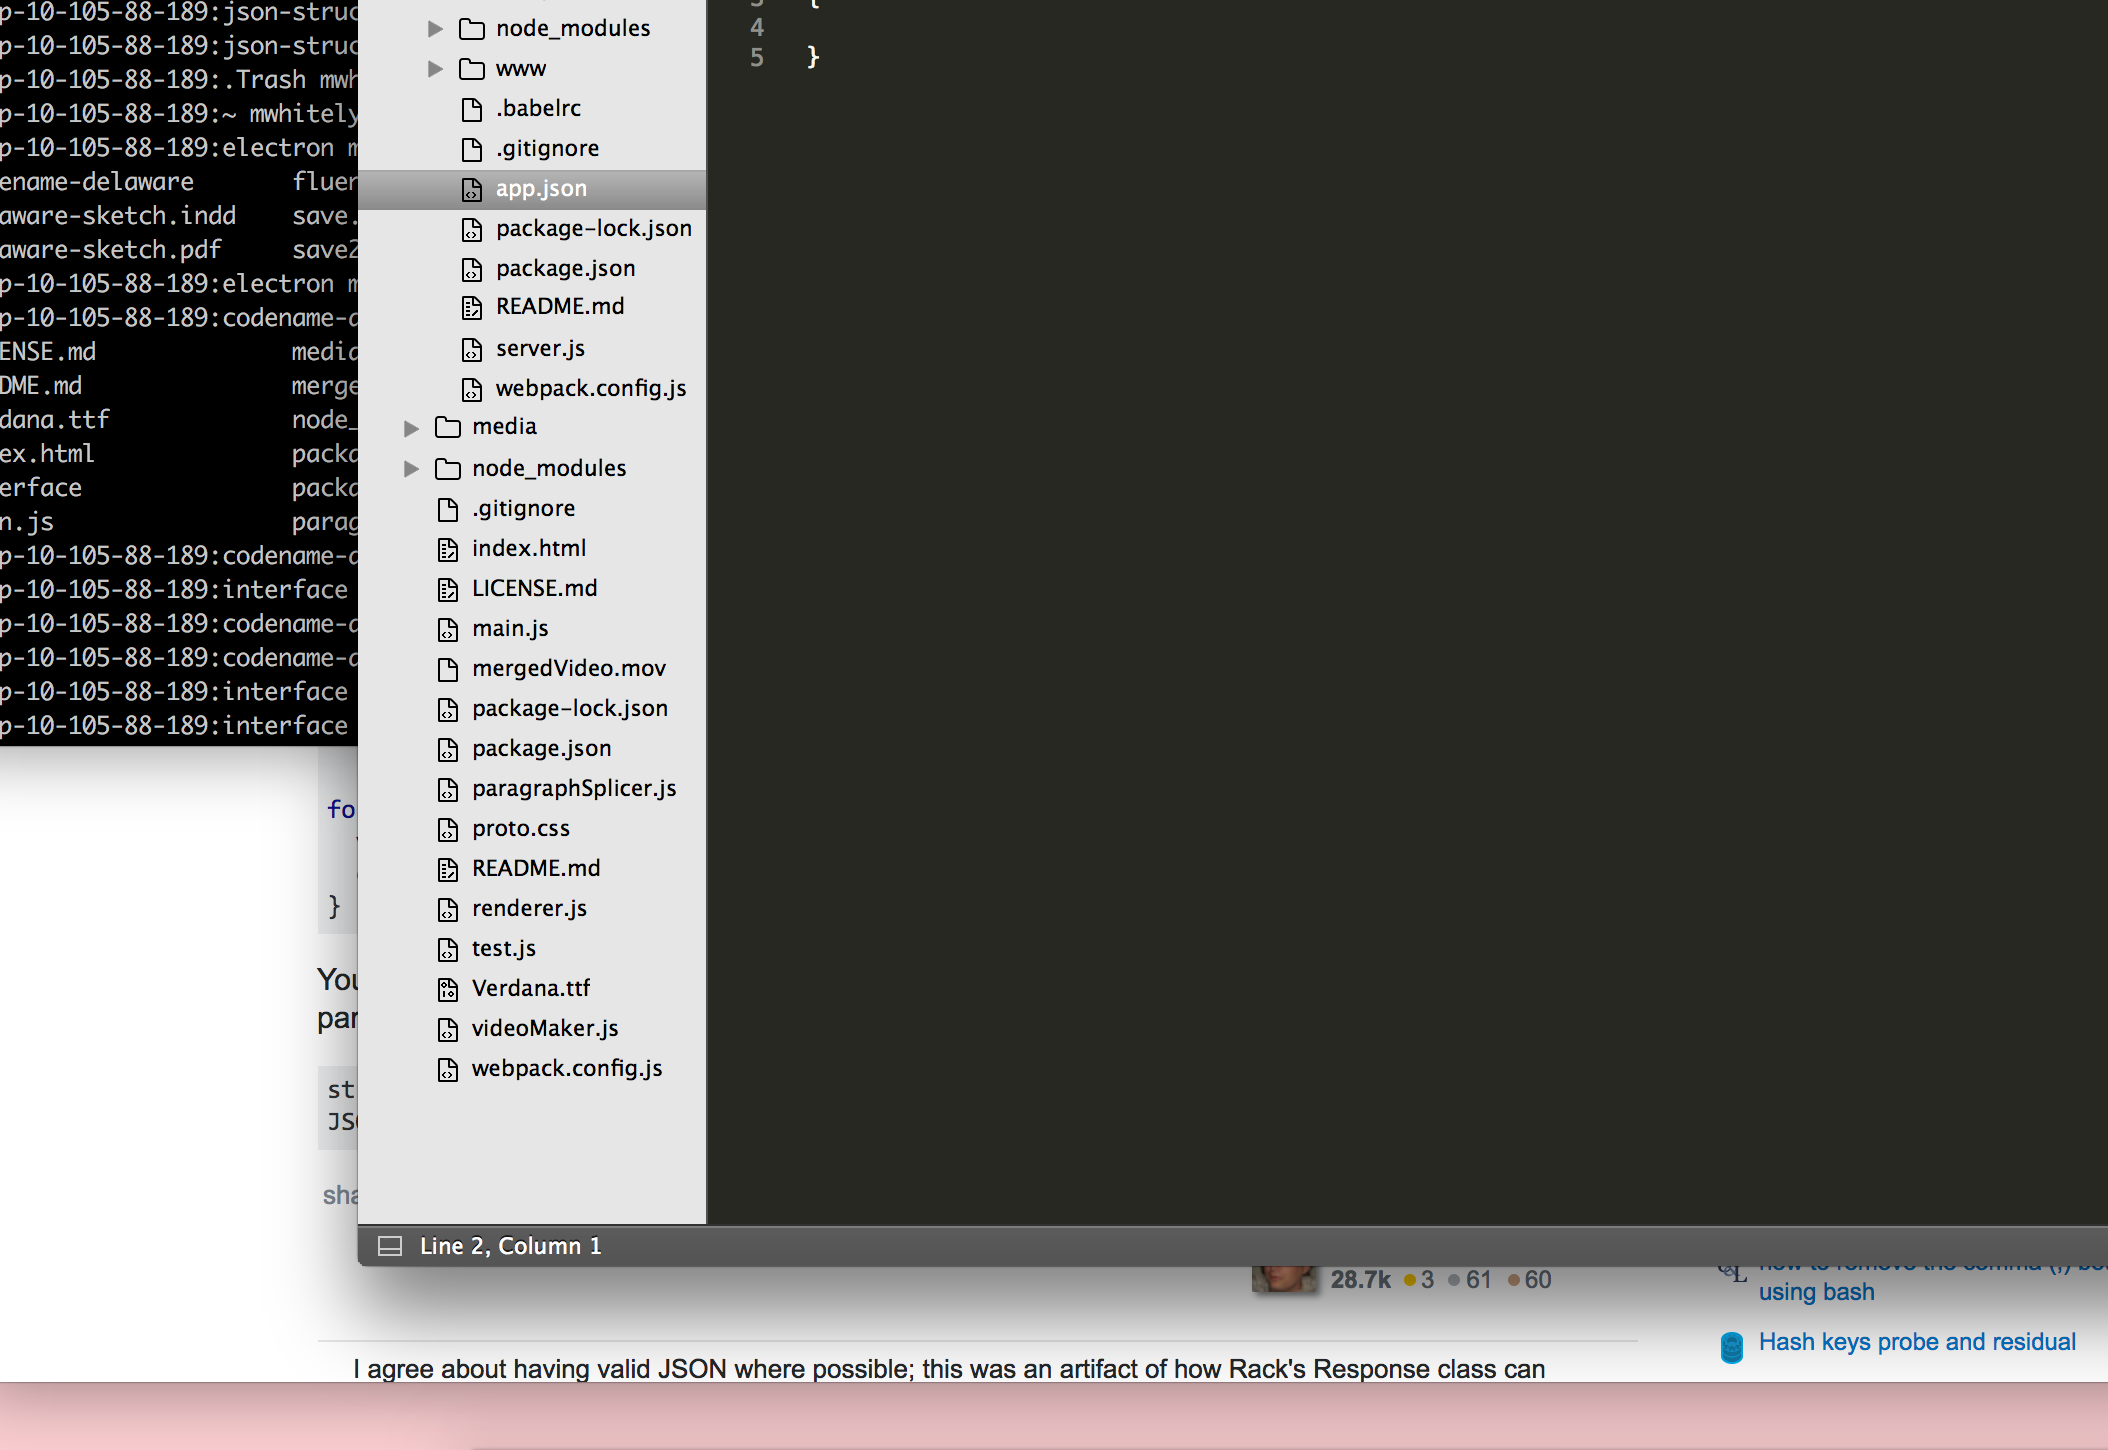 p-10-105-88-189:json-struc
p-10-105-88-189:json-struc
p-10-105-88-189:.Trash mwh
p-10-105-88-189:~ mwhitely
p-10-105-88-189:electron m
ename-delaware fluen
aware-sketch.indd save.
aware-sketch.pdf save2
p-10-105-88-189:electron m
p-10-105-88-189:codename-d
ENSE.md media
DME.md merge
dana.ttf node_
ex.html packa
erface packa
n.js parag
p-10-105-88-189:codename-d
p-10-105-88-189:interface
p-10-105-88-189:codename-d
p-10-105-88-189:codename-d
p-10-105-88-189:interface
p-10-105-88-189:interface
node_modules
www
.babelrc
.gitignore
app.json
package-lock.json
package.json
README.md
server.js
webpack.config.js
media
node_modules
.gitignore
index.html
LICENSE.md
main.js
mergedVideo.mov
package-lock.json
package.json
paragraphSplicer.js
proto.css
README.md
renderer.js
test.js
Verdana.ttf
videoMaker.js
webpack.config.js
3 {
4
5 }
fo
}
You
par
st
JS
sha
Line 2, Column 1
28.7k 3 61 60
how to remove the comma (,)
using bash
Hash keys probe and residual
I agree about having valid JSON where possible; this was an artifact of how Rack's Response class can